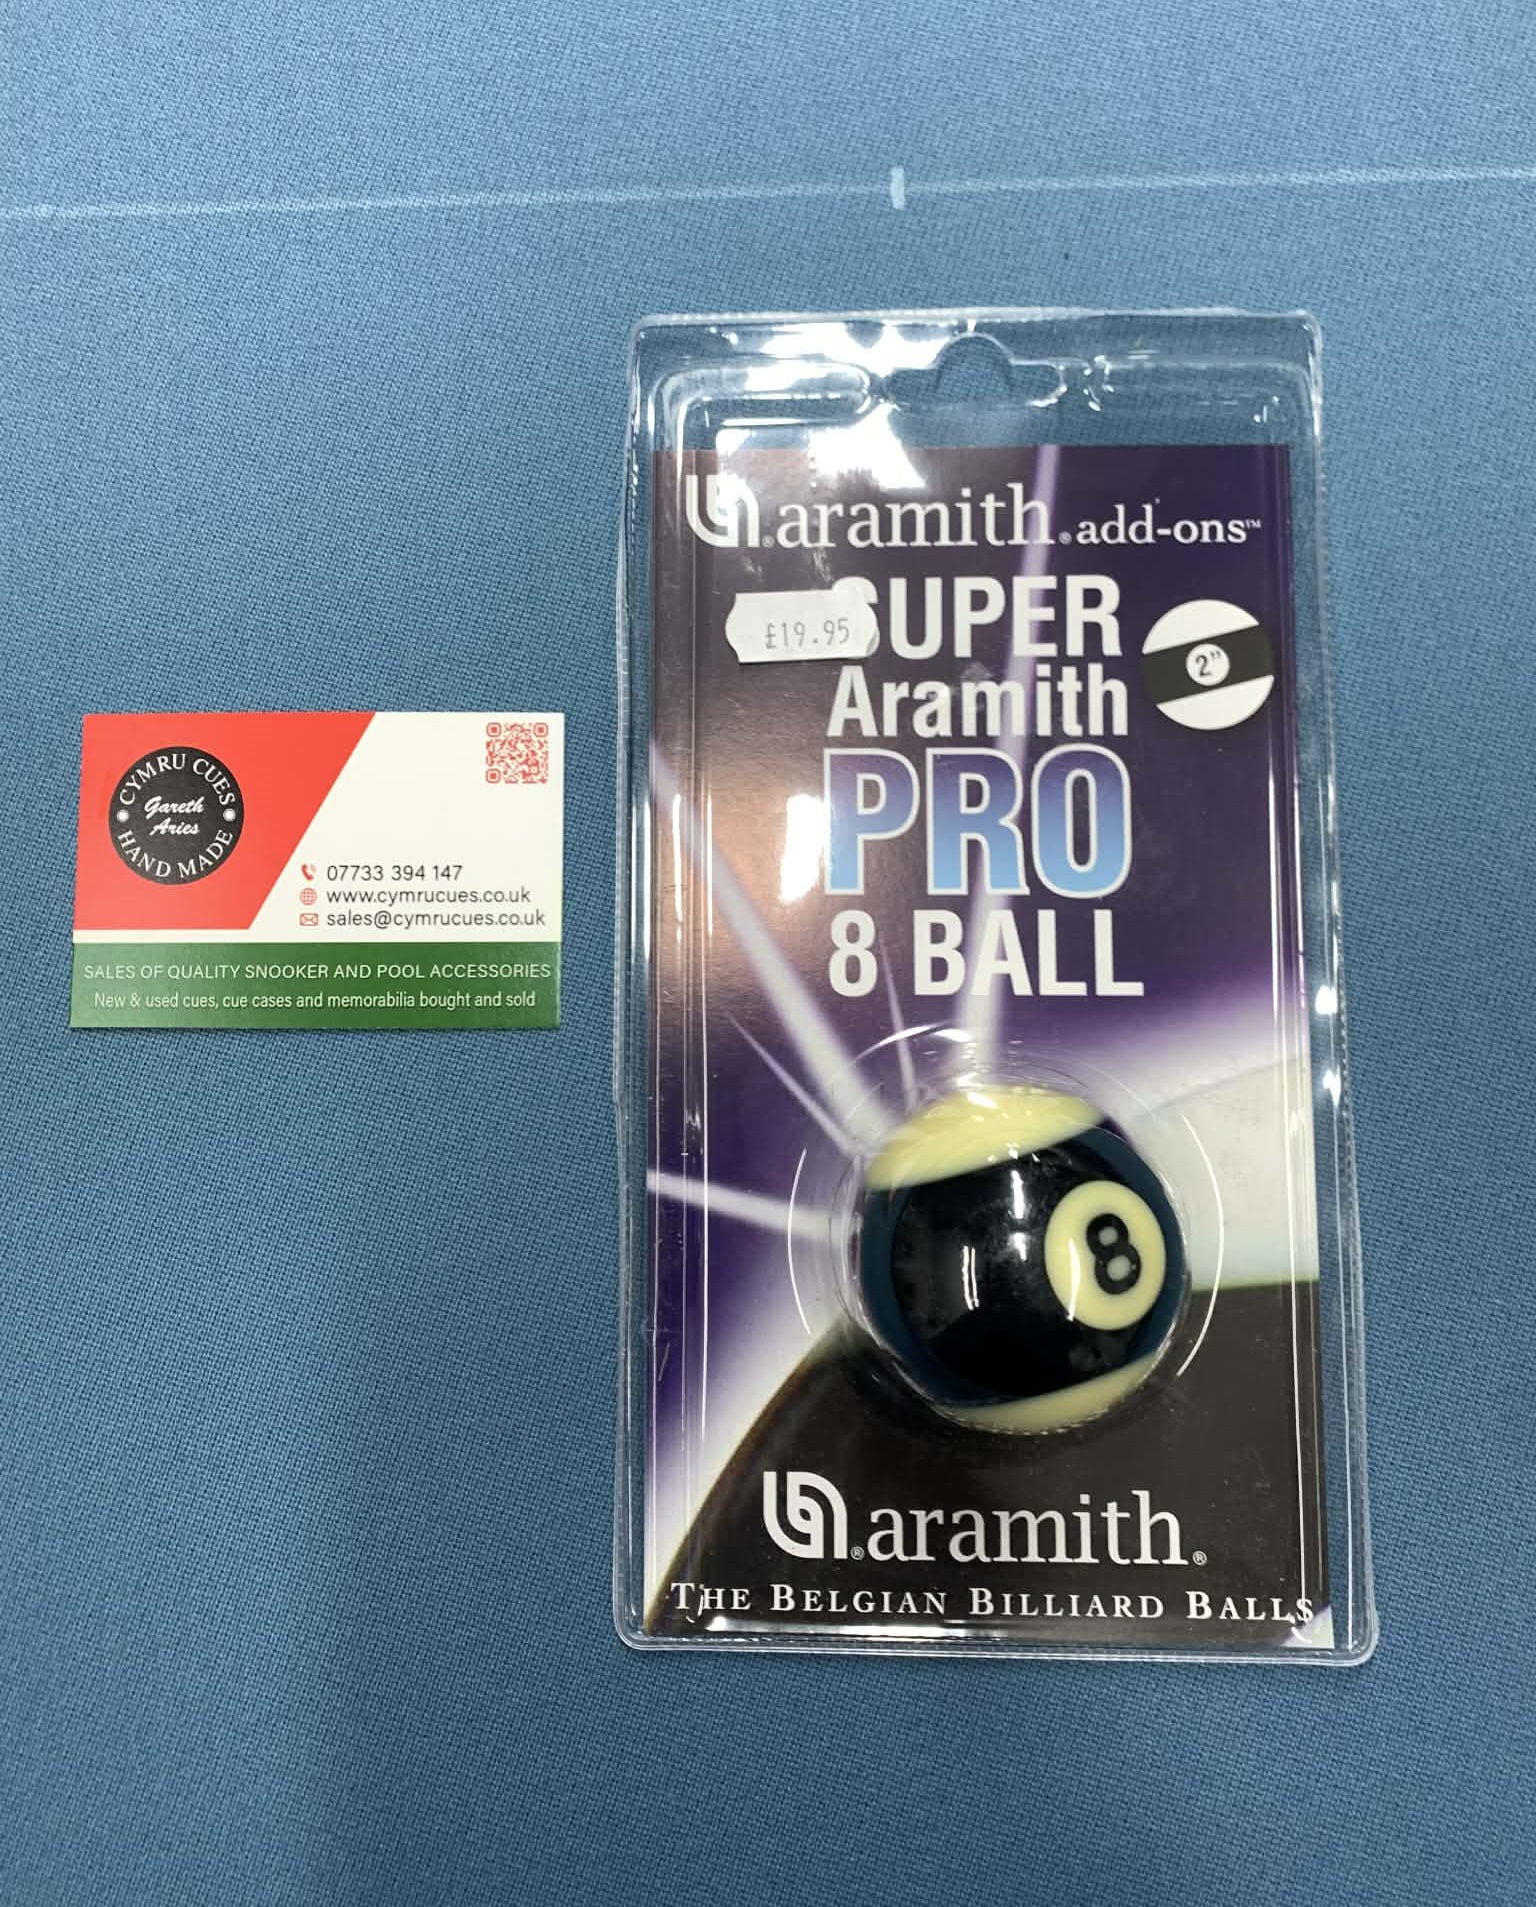 CYMRU CUES
Gareth
Aries
HAND MADE
07733 394 147
www.cymrucues.co.uk
sales@cymrucues.co.uk
SALES OF QUALITY SNOOKER AND POOL ACCESSORIES
New & used cues, cue cases and memorabilia bought and sold
aramith® add-ons™
£19.95
SUPER
2"
Aramith
PRO
8 BALL
8
aramith®
THE BELGIAN BILLIARD BALLS